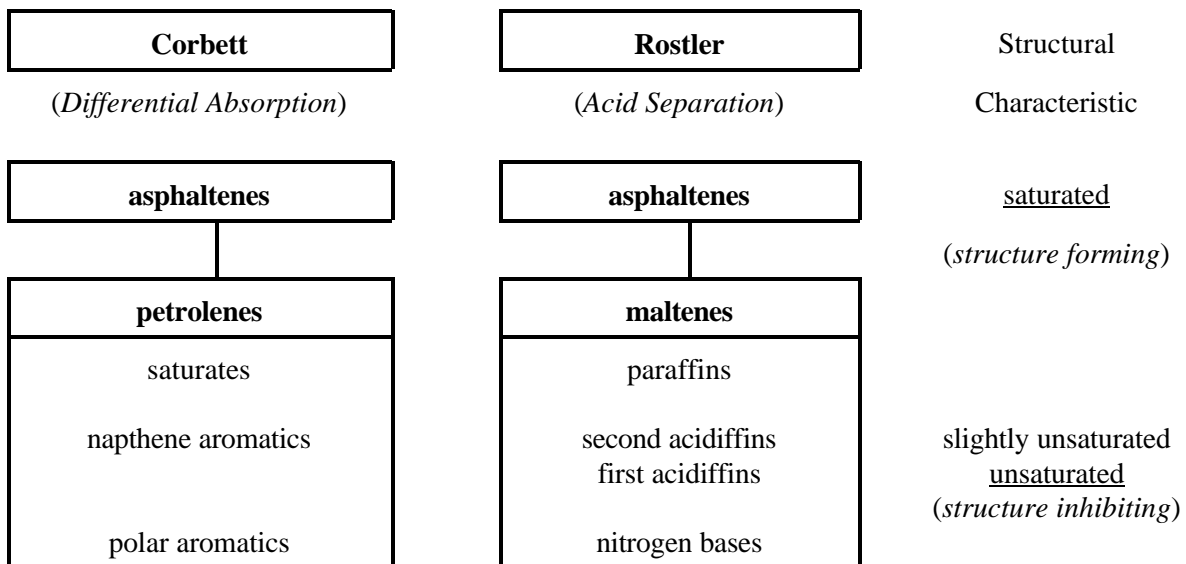 Corbett
Rostler
Structural
(Differential Absorption)
(Acid Separation)
Characteristic
asphaltenes
asphaltenes
saturated
(structure forming)
petrolenes
maltenes
saturates
paraffins
napthene aromatics
second acidiffins
slightly unsaturated
first acidiffins
unsaturated
(structure inhibiting)
polar aromatics
nitrogen bases